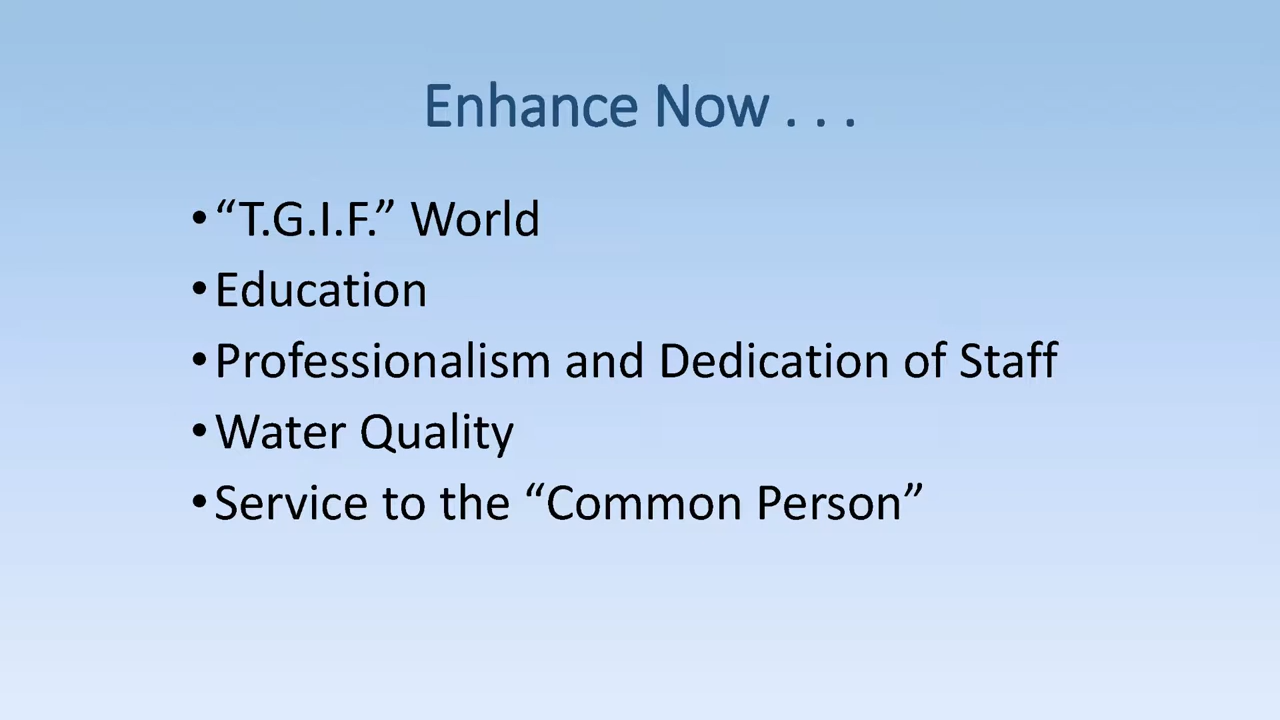 Enhance Now . . .
•“T.G.I.F.” World
•Education
•Professionalism and Dedication of Staff
•Water Quality
•Service to the “Common Person”